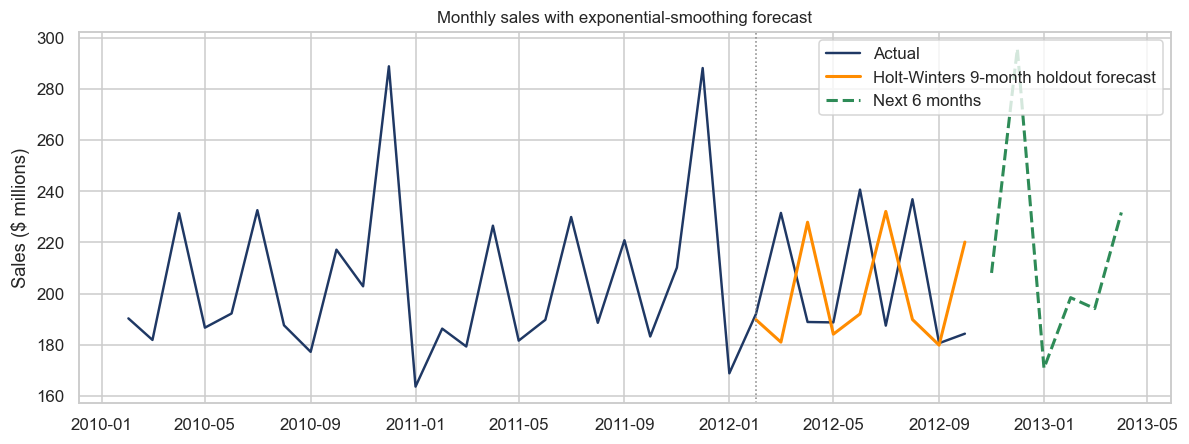 Monthly sales with exponential-smoothing forecast
300
280
260
240
220
200
180
160
Sales ($ millions)
Actual
Holt-Winters 9-month holdout forecast
Next 6 months
2010-01 2010-05 2010-09 2011-01 2011-05 2011-09 2012-01 2012-05 2012-09 2013-01 2013-05